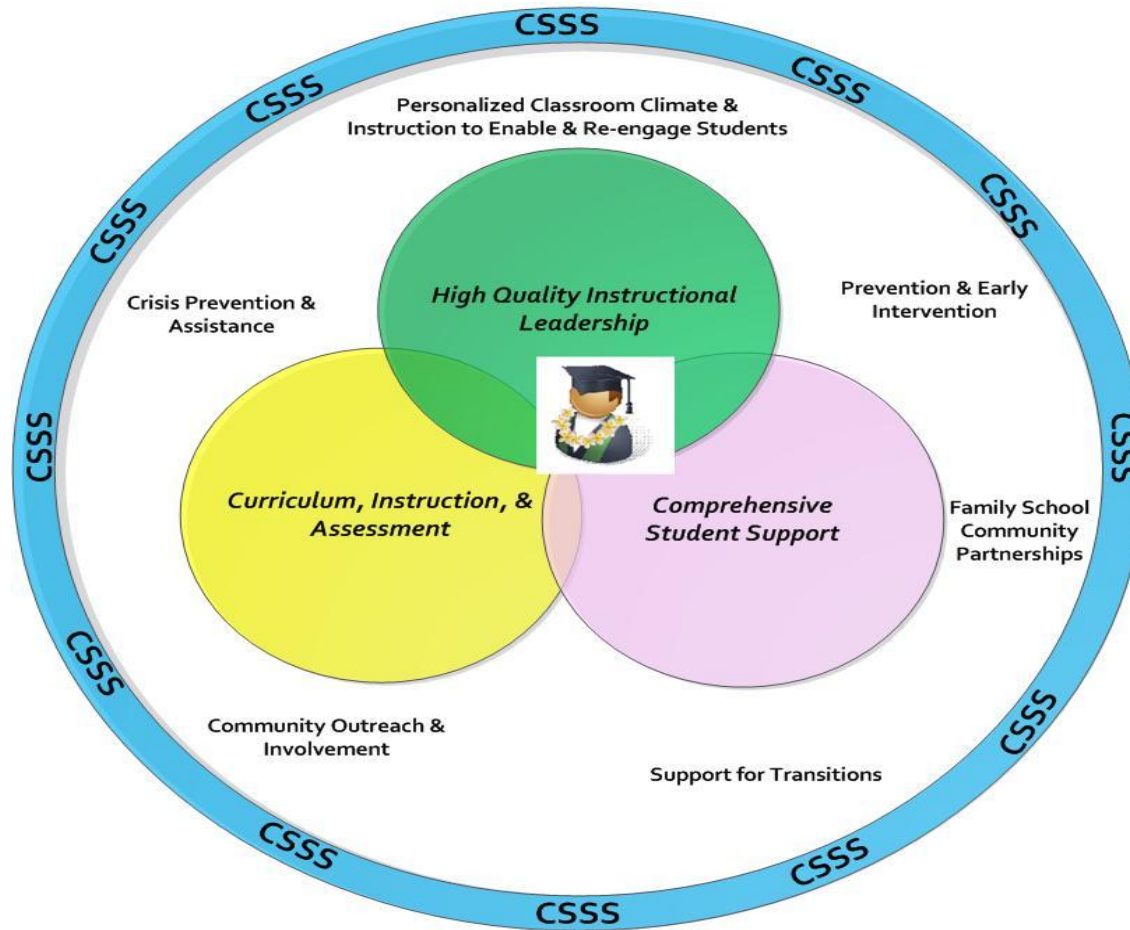 CSSS
CSSS
CSSS
CSSS
CSSS
CSSS
CSSS
CSSS
CSSS
CSSS
CSSS
CSSS
CSSS
Personalized Classroom Climate &
Instruction to Enable & Re-engage Students
Crisis Prevention &
Assistance
High Quality Instructional
Leadership
Prevention & Early
Intervention
Curriculum, Instruction, &
Assessment
Comprehensive
Student Support
Family School
Community
Partnerships
Community Outreach &
Involvement
Support for Transitions